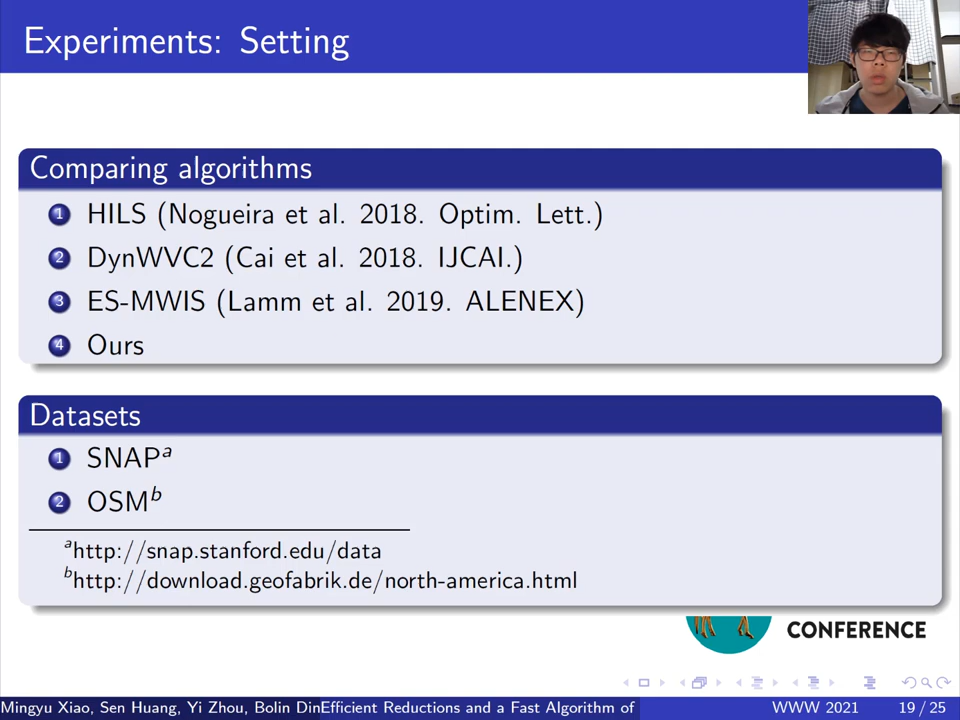 Experiments: Setting
Comparing algorithms
1 HILS (Nogueira et al. 2018. Optim. Lett.)
2 DynWVC2 (Cai et al. 2018. IJCAI.)
3 ES-MWIS (Lamm et al. 2019. ALENEX)
4 Ours
Datasets
1 SNAPᵃ
2 OSMᵇ
ᵃhttp://snap.stanford.edu/data
ᵇhttp://download.geofabrik.de/north-america.html
CONFERENCE
Mingyu Xiao, Sen Huang, Yi Zhou, Bolin DinEfficient Reductions and a Fast Algorithm of WWW 2021 19 / 25